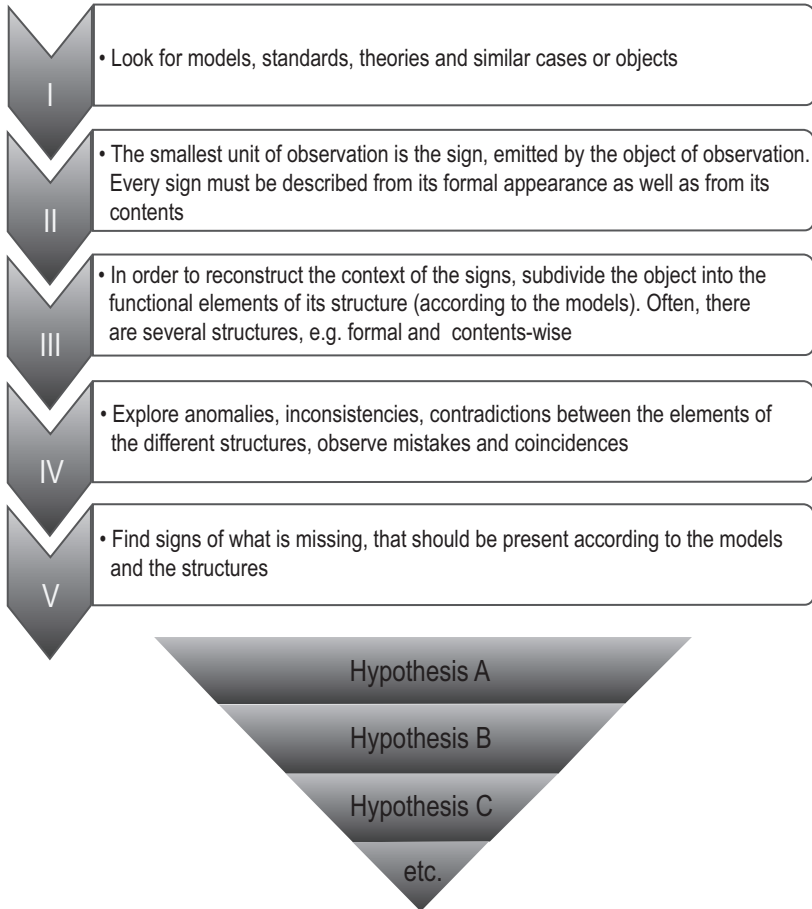 I
• Look for models, standards, theories and similar cases or objects
II
• The smallest unit of observation is the sign, emitted by the object of observation.
Every sign must be described from its formal appearance as well as from its
contents
III
• In order to reconstruct the context of the signs, subdivide the object into the
functional elements of its structure (according to the models). Often, there
are several structures, e.g. formal and contents-wise
IV
• Explore anomalies, inconsistencies, contradictions between the elements of
the different structures, observe mistakes and coincidences
V
• Find signs of what is missing, that should be present according to the models
and the structures
Hypothesis A
Hypothesis B
Hypothesis C
etc.